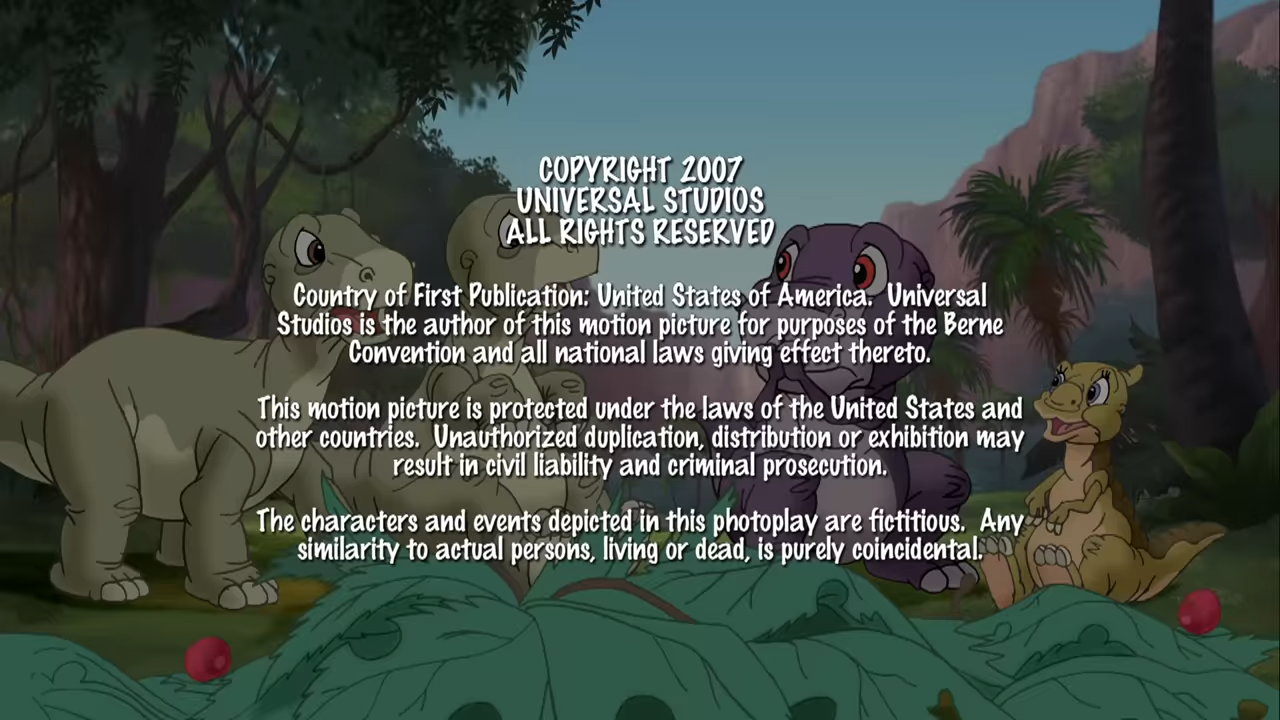 COPYRIGHT 2007
UNIVERSAL STUDIOS
ALL RIGHTS RESERVED
Country of First Publication: United States of America.  Universal
Studios is the author of this motion picture for purposes of the Berne
Convention and all national laws giving effect thereto.
This motion picture is protected under the laws of the United States and
other countries.  Unauthorized duplication, distribution or exhibition may
result in civil liability and criminal prosecution.
The characters and events depicted in this photoplay are fictitious.  Any
similarity to actual persons, living or dead, is purely coincidental.